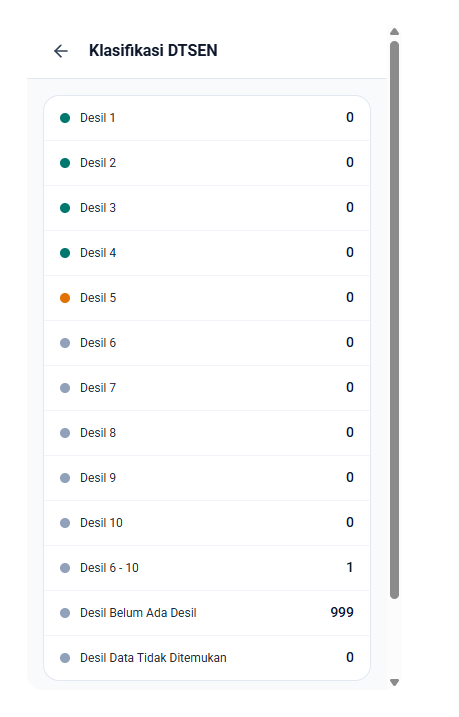 Klasifikasi DTSEN
Desil 1 0
Desil 2 0
Desil 3 0
Desil 4 0
Desil 5 0
Desil 6 0
Desil 7 0
Desil 8 0
Desil 9 0
Desil 10 0
Desil 6 - 10 1
Desil Belum Ada Desil 999
Desil Data Tidak Ditemukan 0